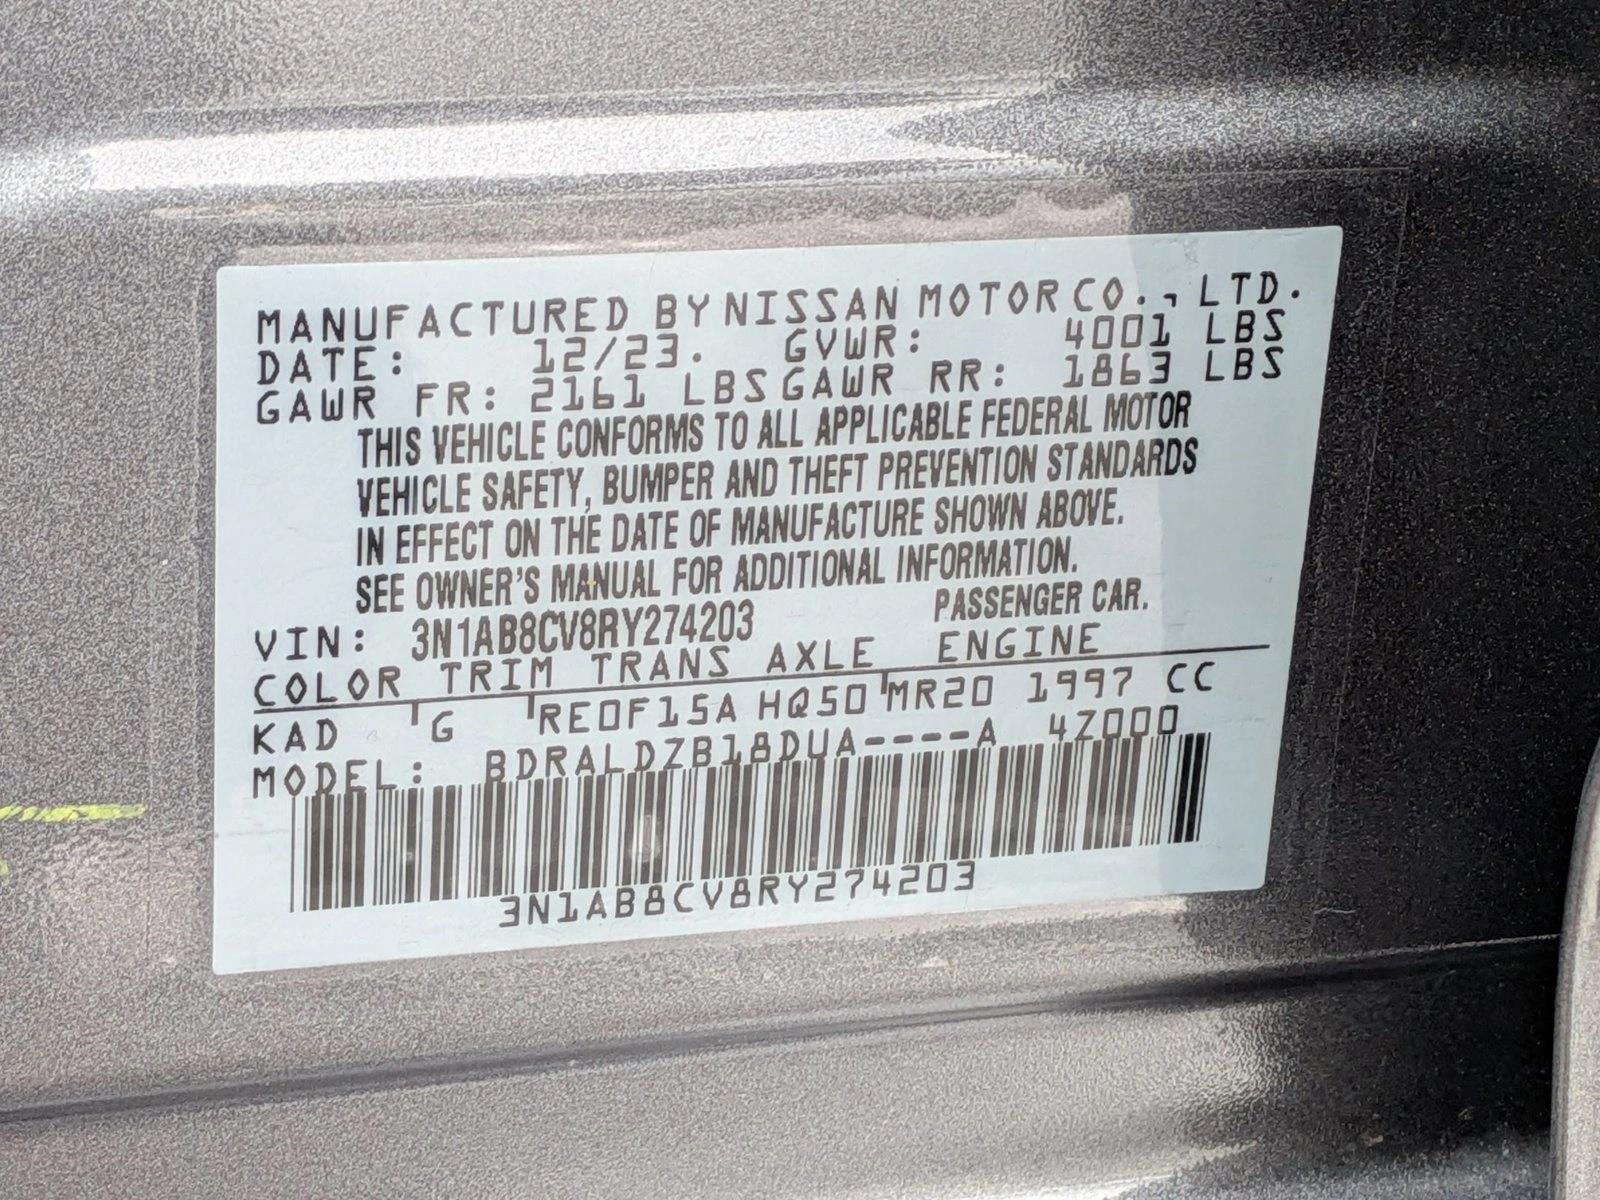 MANUFACTURED BY NISSAN MOTOR CO., LTD.
DATE: 12/23. GVWR: 4001 LBS
GAWR FR: 2161 LBS GAWR RR: 1863 LBS
THIS VEHICLE CONFORMS TO ALL APPLICABLE FEDERAL MOTOR
VEHICLE SAFETY, BUMPER AND THEFT PREVENTION STANDARDS
IN EFFECT ON THE DATE OF MANUFACTURE SHOWN ABOVE.
SEE OWNER'S MANUAL FOR ADDITIONAL INFORMATION.
VIN: 3N1AB8CV8RY274203 PASSENGER CAR.
COLOR TRIM TRANS AXLE ENGINE
KAD G RE0F15A HQ50 MR20 1997 CC
MODEL: BDRALDZB18DUA----A 4Z000
3N1AB8CV8RY274203